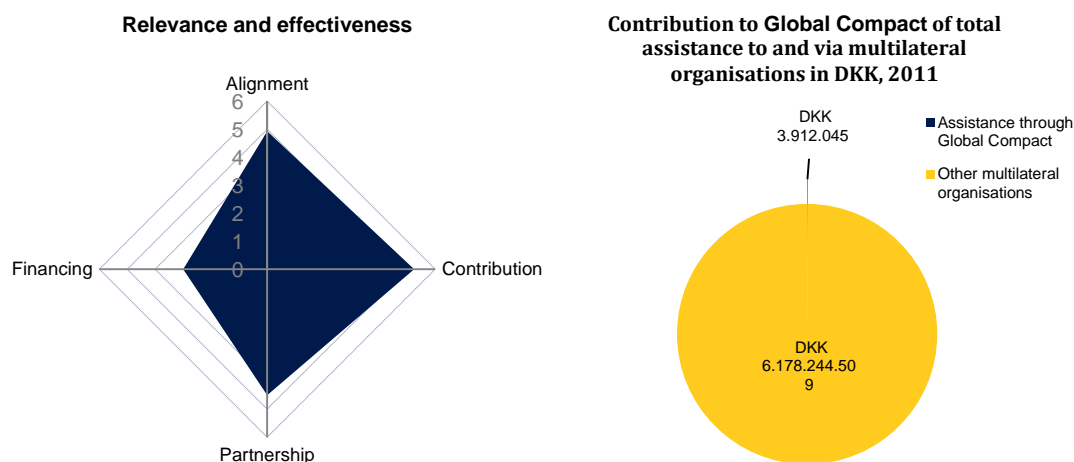 Relevance and effectiveness
Alignment
6
5
4
3
2
1
0
Financing
Contribution
Partnership
Contribution to Global Compact of total
assistance to and via multilateral
organisations in DKK, 2011
DKK
3.912.045
Assistance through
Global Compact
Other multilateral
organisations
DKK
6.178.244.50
9